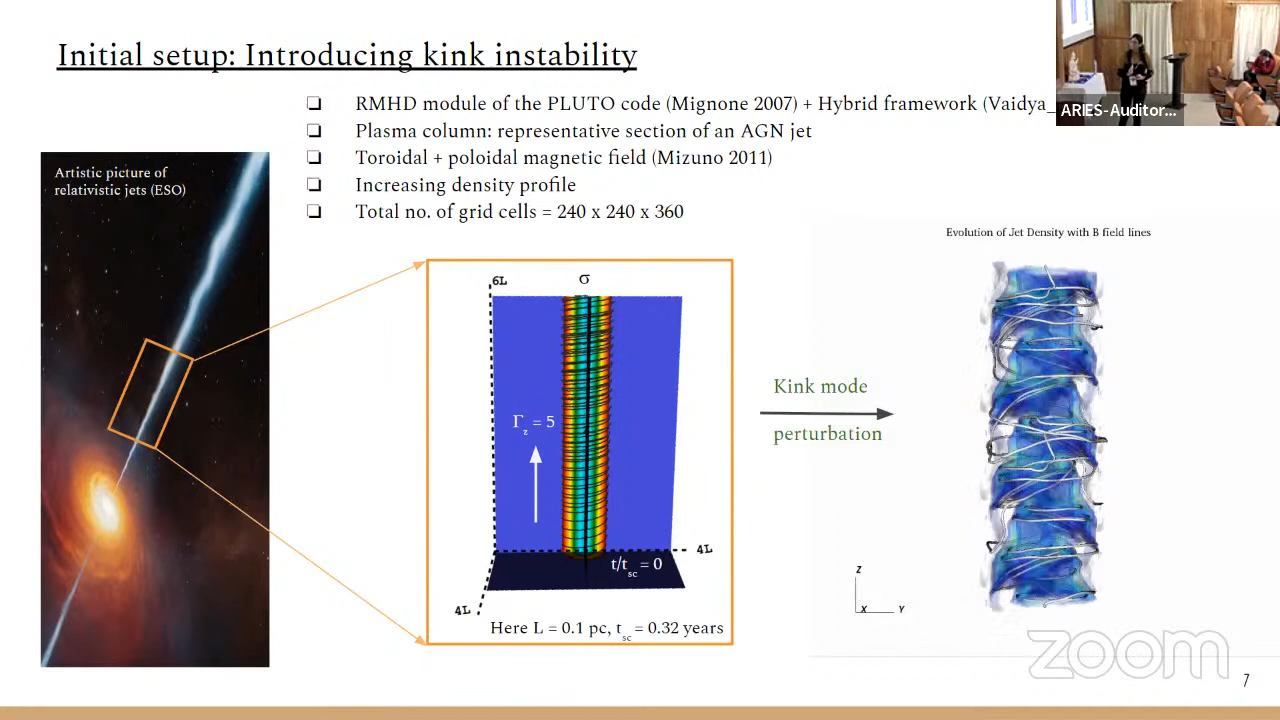 Initial setup: Introducing kink instability
❏ RMHD module of the PLUTO code (Mignone 2007) + Hybrid framework (Vaidya
❏ Plasma column: representative section of an AGN jet
❏ Toroidal + poloidal magnetic field (Mizuno 2011)
❏ Increasing density profile
❏ Total no. of grid cells = 240 x 240 x 360
ARIES-Auditor...
Artistic picture of
relativistic jets (ESO)
6L
σ
Γz = 5
4L
t/tsc = 0
4L
Here L = 0.1 pc, tsc = 0.32 years
Kink mode
perturbation
Evolution of Jet Density with B field lines
Z
X Y
zoom
7